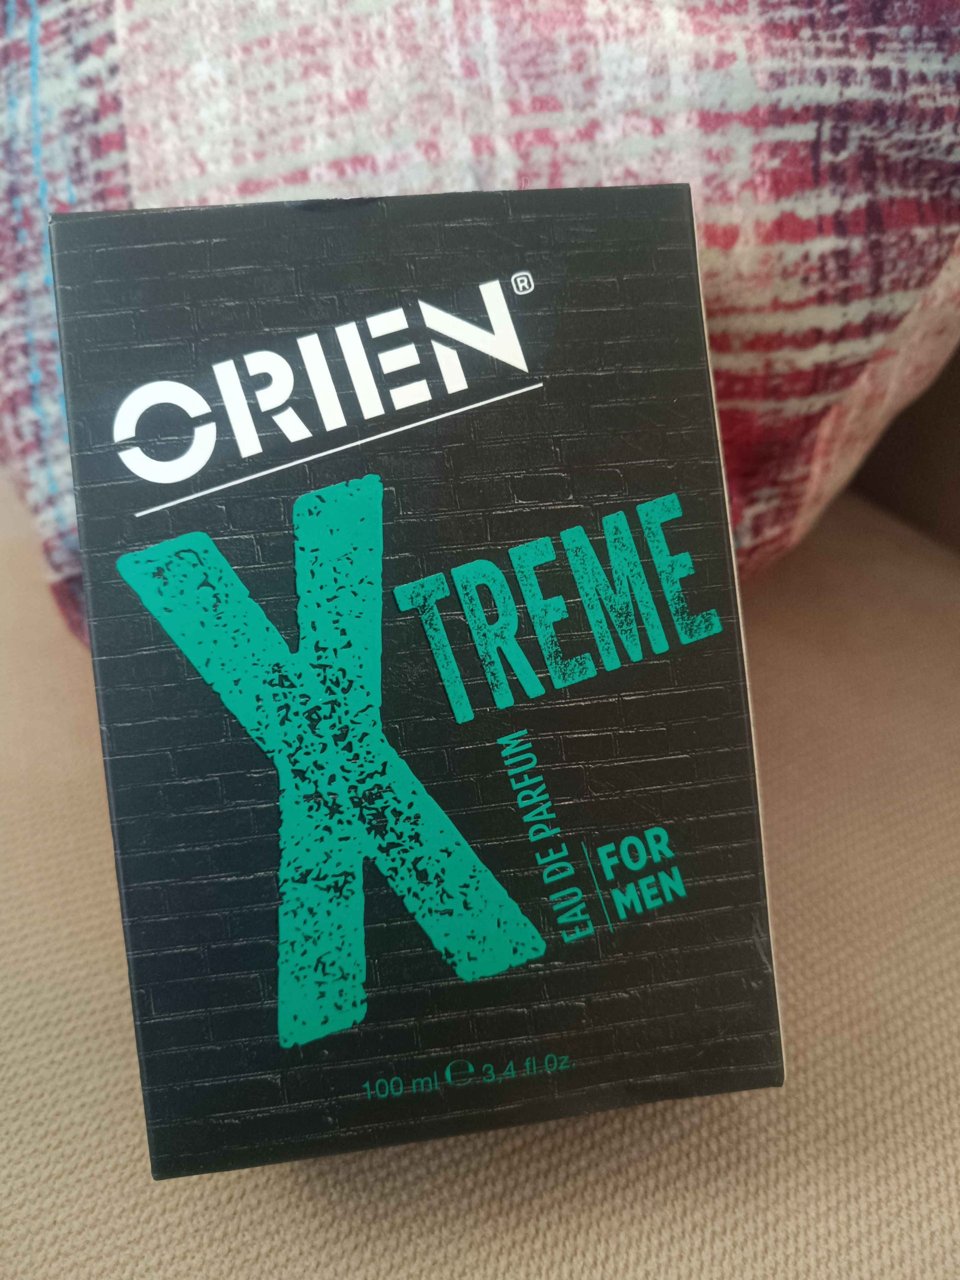 ORIEN®
XTREME
EAU DE PARFUM
FOR
MEN
100 ml ℮ 3,4 fl.Oz.